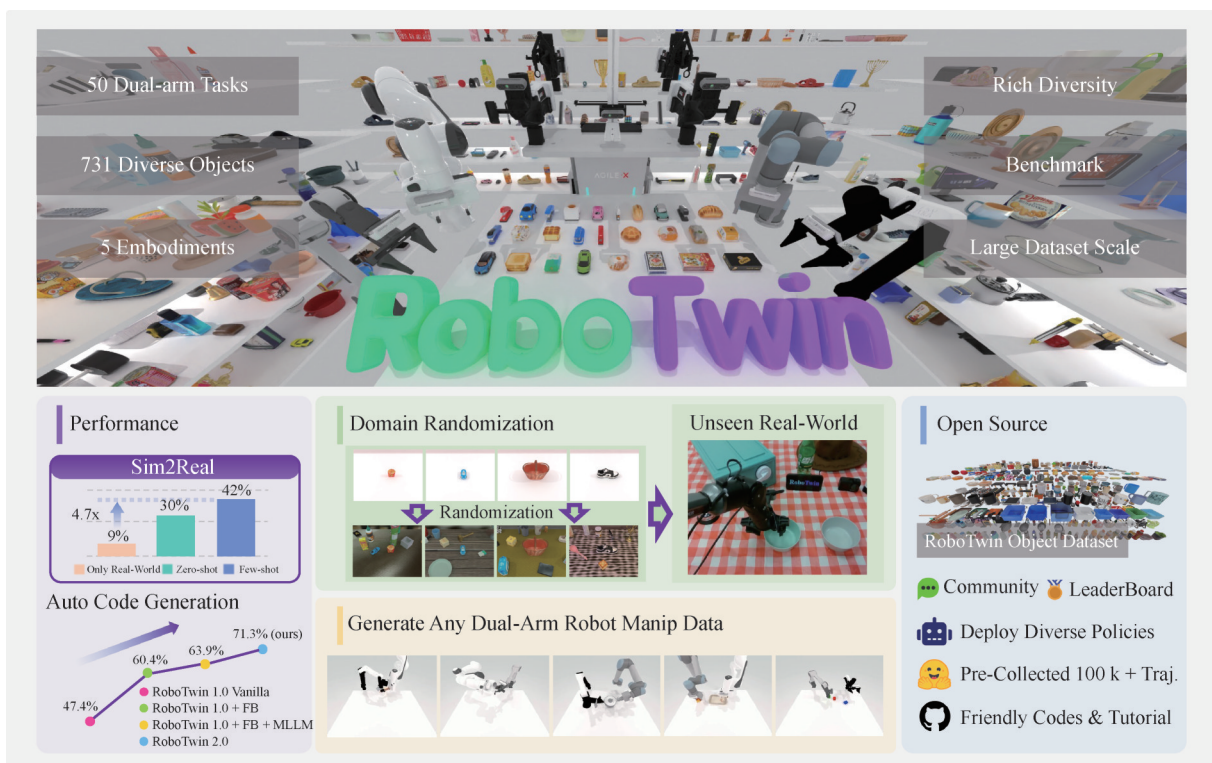 50 Dual-arm Tasks
731 Diverse Objects
5 Embodiments
Rich Diversity
Benchmark
Large Dataset Scale
AGILE X
RoboTwin
Performance
Sim2Real
4.7x
9%
30%
42%
Only Real-World
Zero-shot
Few-shot
Auto Code Generation
47.4%
60.4%
63.9%
71.3% (ours)
RoboTwin 1.0 Vanilla
RoboTwin 1.0 + FB
RoboTwin 1.0 + FB + MLLM
RoboTwin 2.0
Domain Randomization
Randomization
Unseen Real-World
RoboTwin
Generate Any Dual-Arm Robot Manip Data
Open Source
RoboTwin Object Dataset
Community
LeaderBoard
Deploy Diverse Policies
Pre-Collected 100 k + Traj.
Friendly Codes & Tutorial